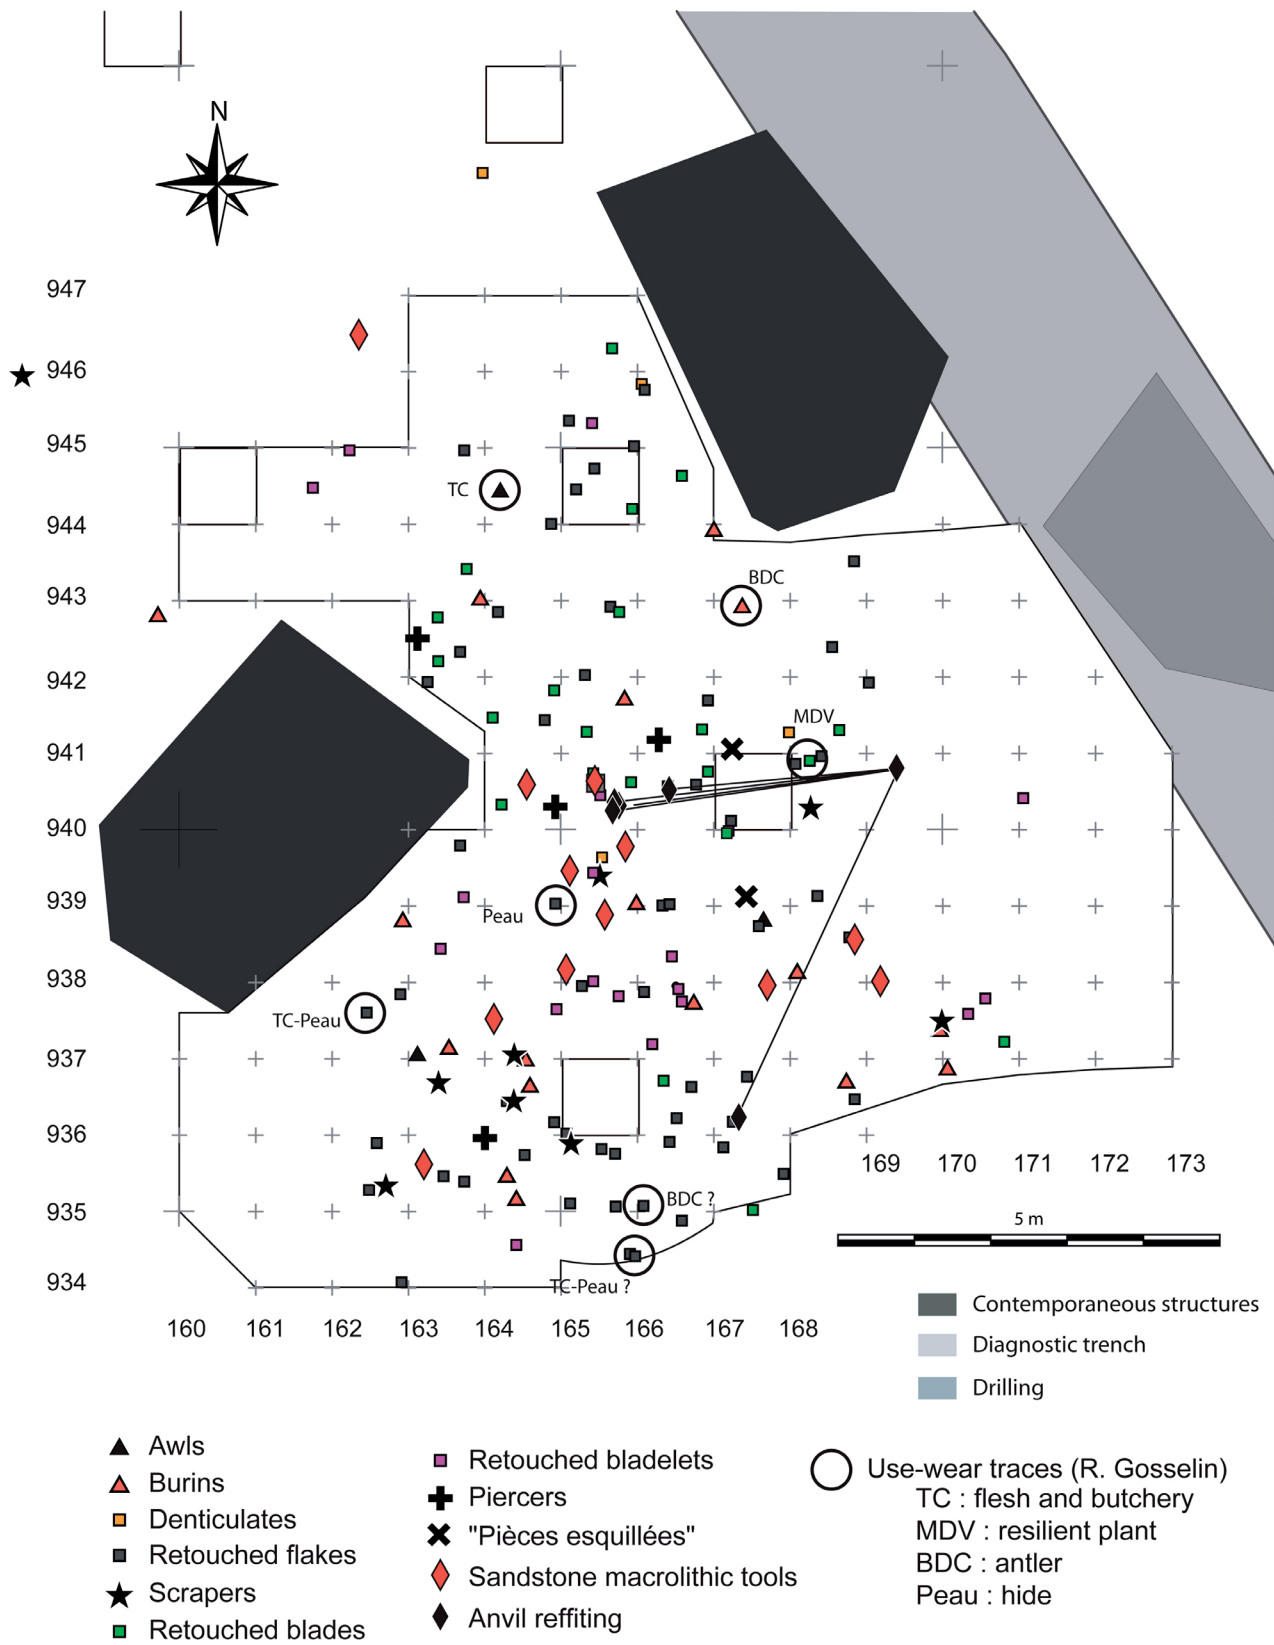 N
947
946
945
TC
944
BDC
943
942
MDV
941
940
939
Peau
938
TC-Peau
937
936
169 170 171 172 173
BDC ?
935
5 m
TC-Peau ?
934
160 161 162 163 164 165 166 167 168
Contemporaneous structures
Diagnostic trench
Drilling
Awls
Burins
Denticulates
Retouched flakes
Scrapers
Retouched blades
Retouched bladelets
Piercers
"Pièces esquillées"
Sandstone macrolithic tools
Anvil reffiting
Use-wear traces (R. Gosselin)
TC : flesh and butchery
MDV : resilient plant
BDC : antler
Peau : hide